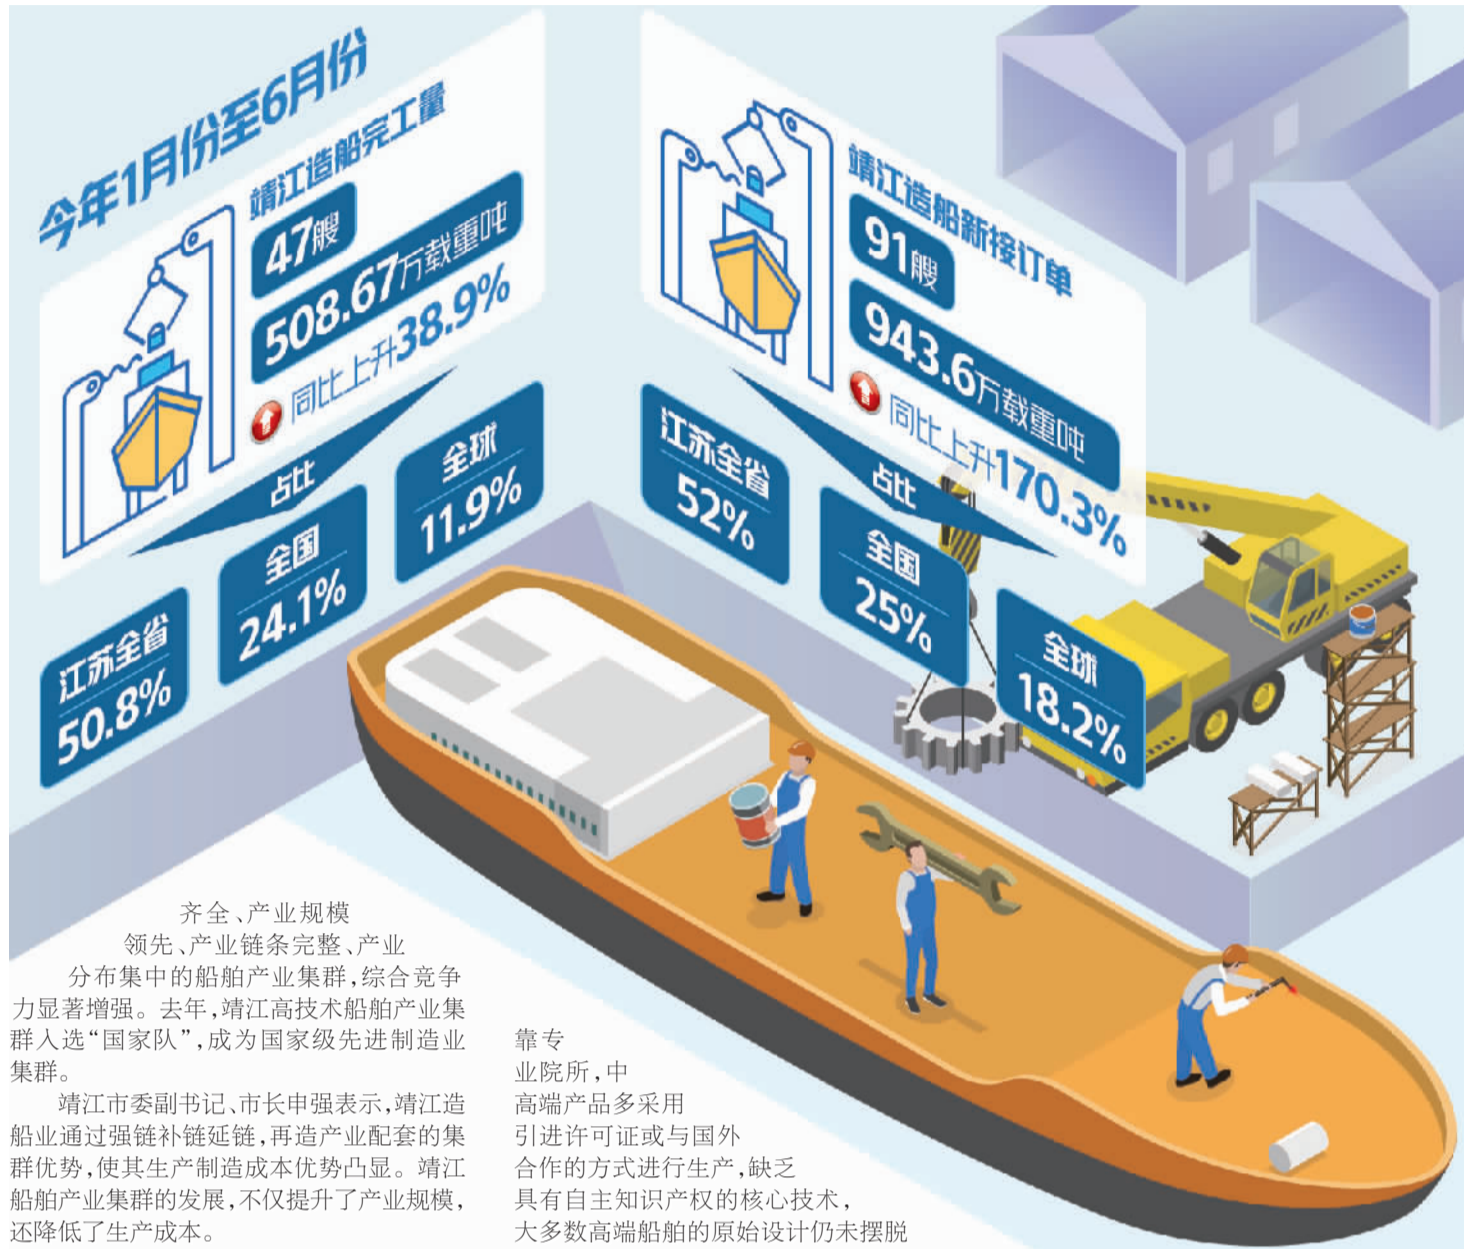 今年1月份至6月份
靖江造船完工量
47艘
508.67万载重吨
同比上升38.9%
占比
江苏全省
50.8%
全国
24.1%
全球
11.9%
靖江造船新接订单
91艘
943.6万载重吨
同比上升170.3%
占比
江苏全省
52%
全国
25%
全球
18.2%
齐全、产业规模
领先、产业链条完整、产业
分布集中的船舶产业集群,综合竞争
力显著增强。去年,靖江高技术船舶产业集
群入选“国家队”,成为国家级先进制造业
集群。
靖江市委副书记、市长申强表示,靖江造
船业通过强链补链延链,再造产业配套的集
群优势,使其生产制造成本优势凸显。靖江
船舶产业集群的发展,不仅提升了产业规模,
还降低了生产成本。
靠专
业院所,中
高端产品多采用
引进许可证或与国外
合作的方式进行生产,缺乏
具有自主知识产权的核心技术,
大多数高端船舶的原始设计仍未摆脱